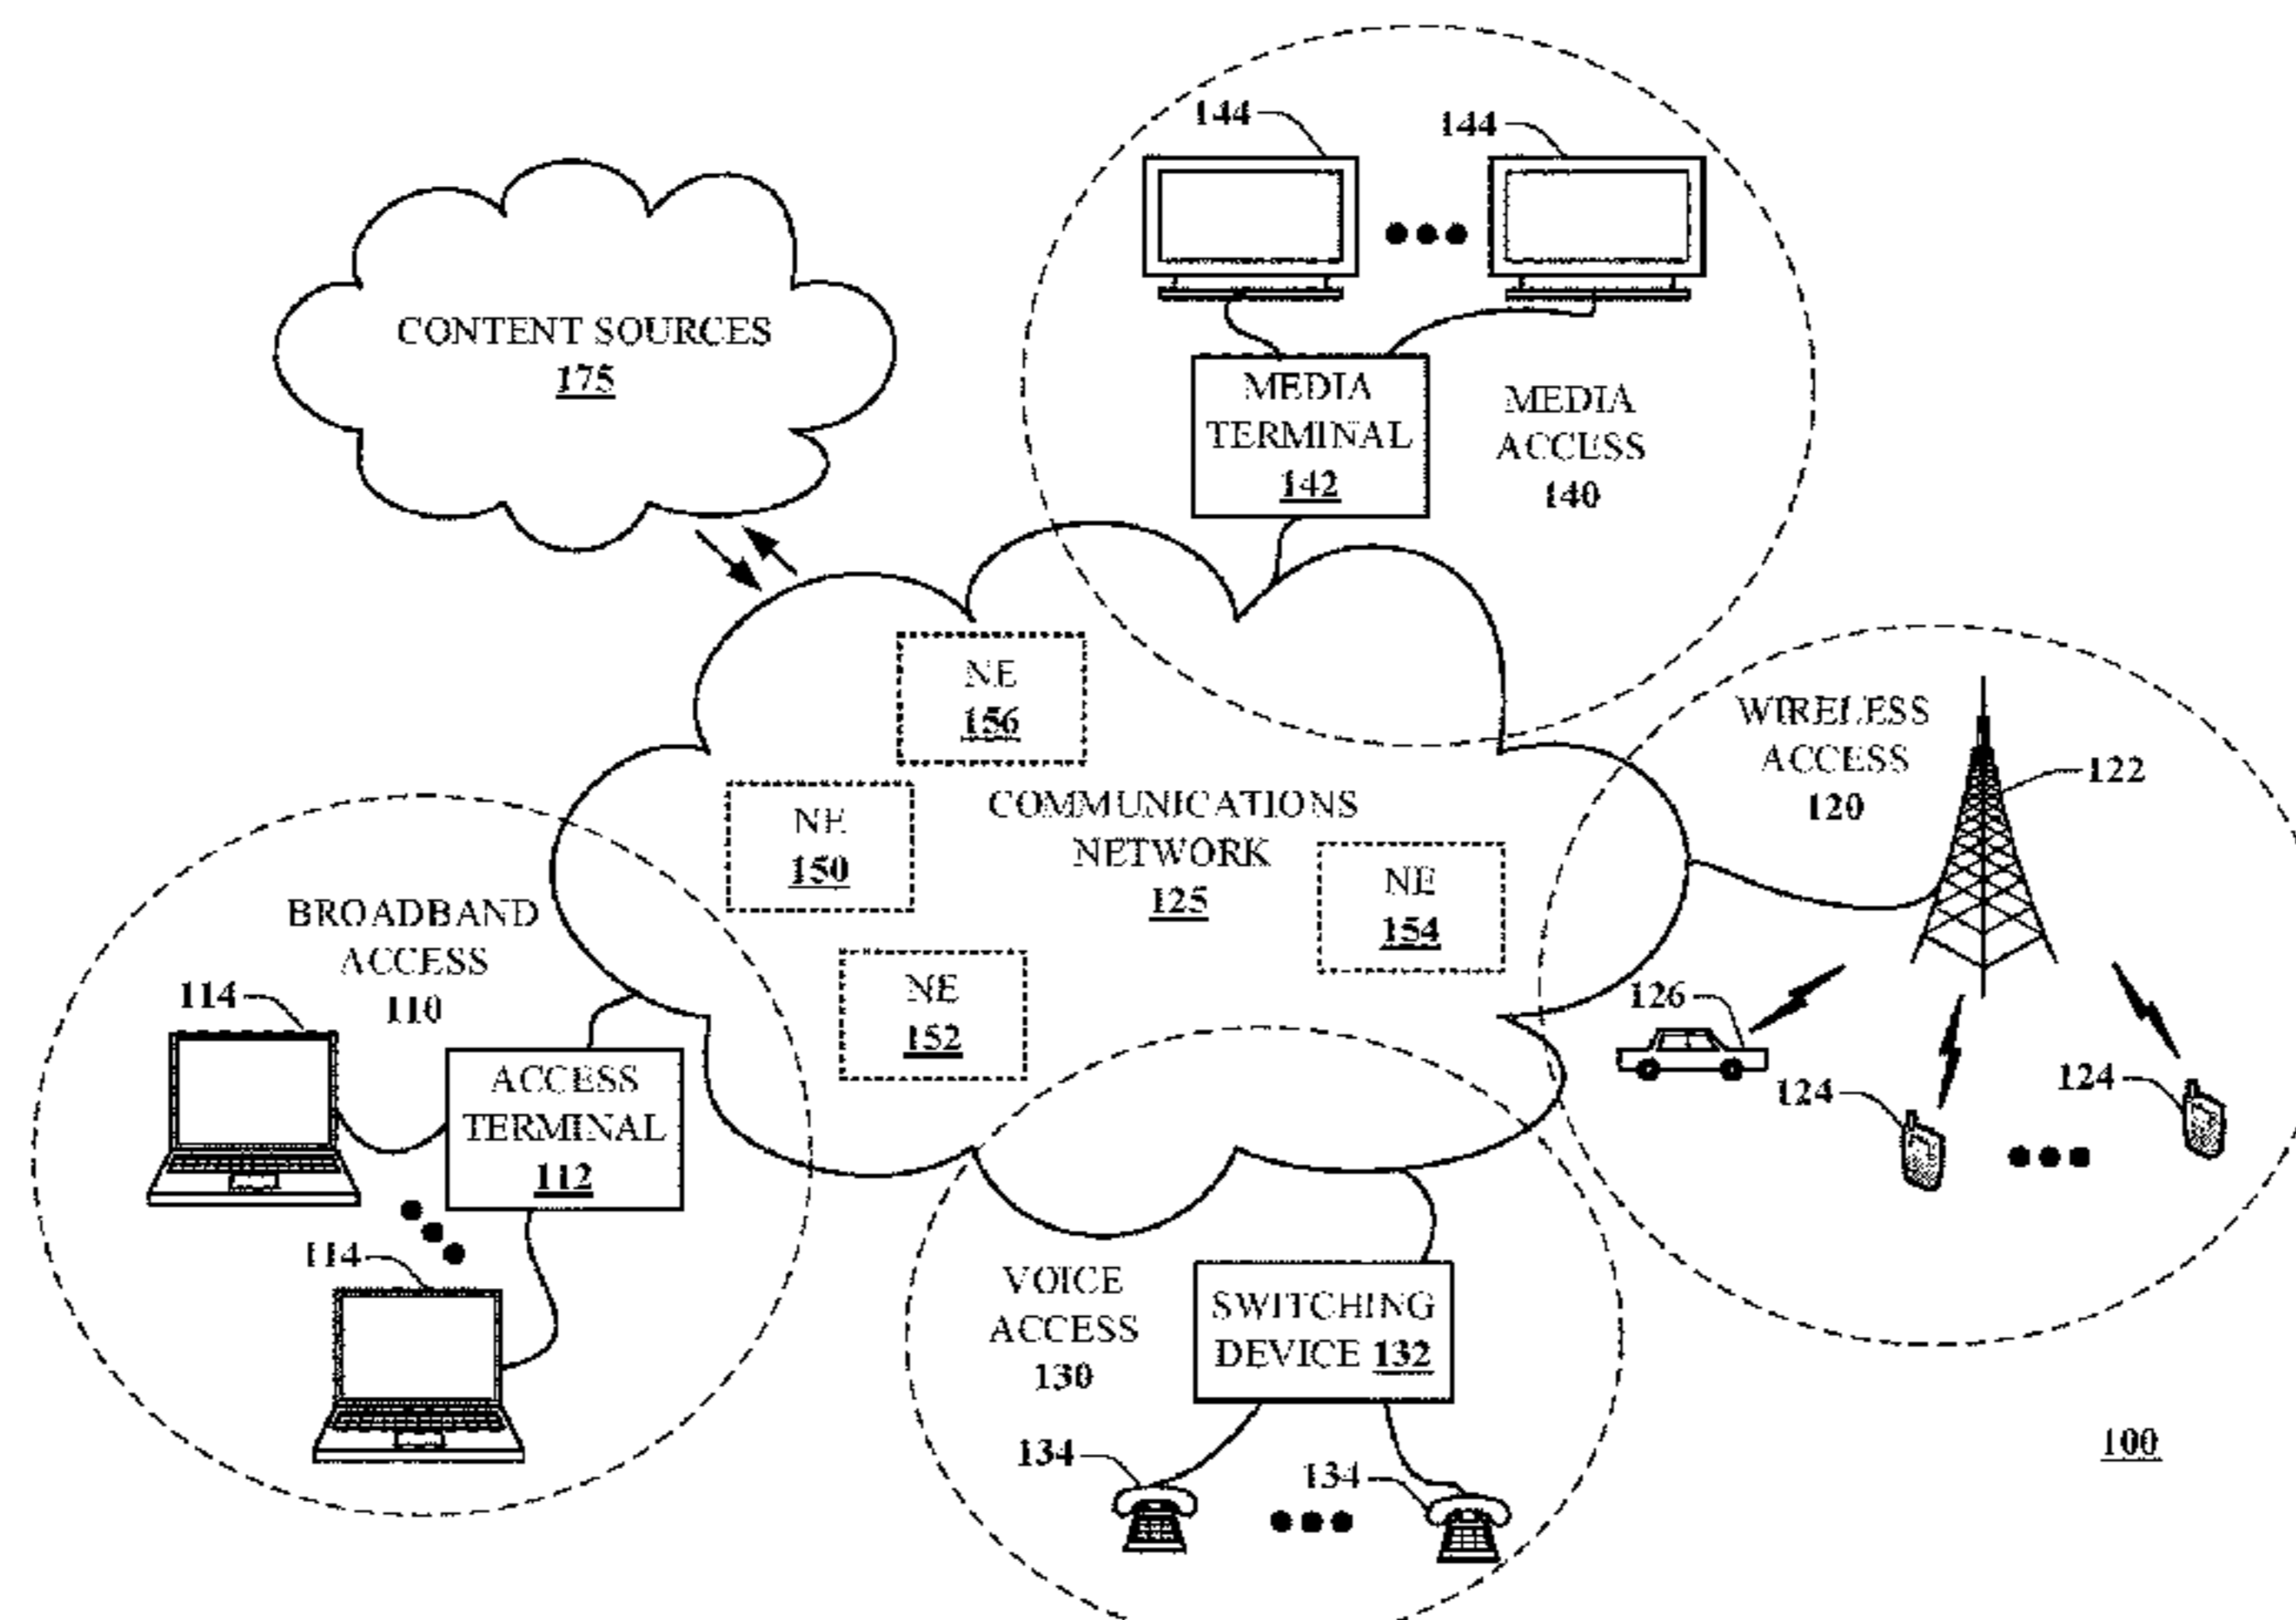 144
144
CONTENT SOURCES
175
MEDIA
TERMINAL
142
MEDIA
ACCESS
140
NE
156
WIRELESS
ACCESS
120
122
NE
150
COMMUNICATIONS
NETWORK
125
NE
154
BROADBAND
ACCESS
110
114
NE
152
126
124
124
ACCESS
TERMINAL
112
114
VOICE
ACCESS
130
SWITCHING
DEVICE 132
134
134
100